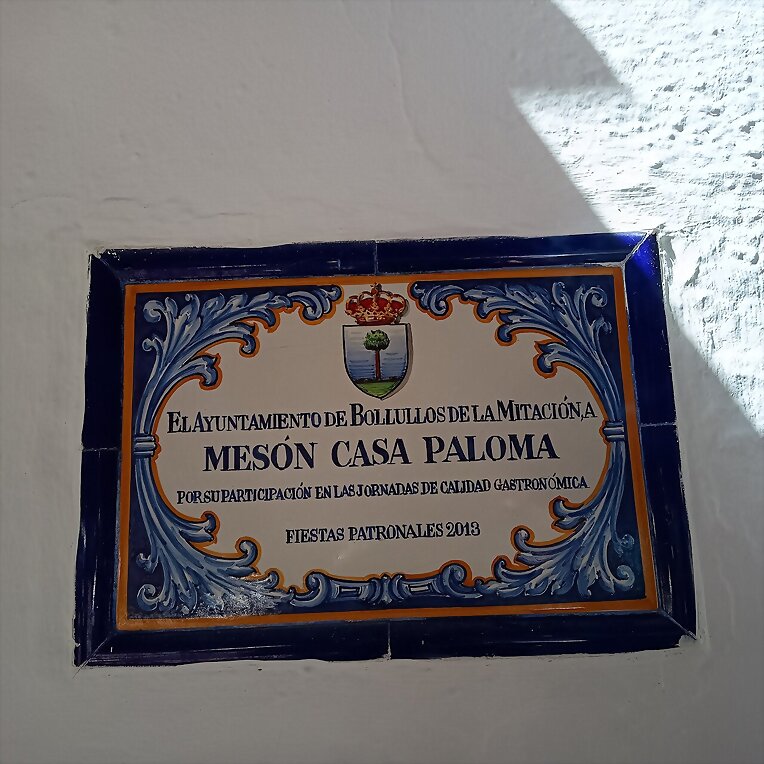 EL AYUNTAMIENTO DE BOLLULLOS DE LA MITACIÓN, A
MESÓN CASA PALOMA
POR SU PARTICIPACIÓN EN LAS JORNADAS DE CALIDAD GASTRONÓMICA.
FIESTAS PATRONALES 2013